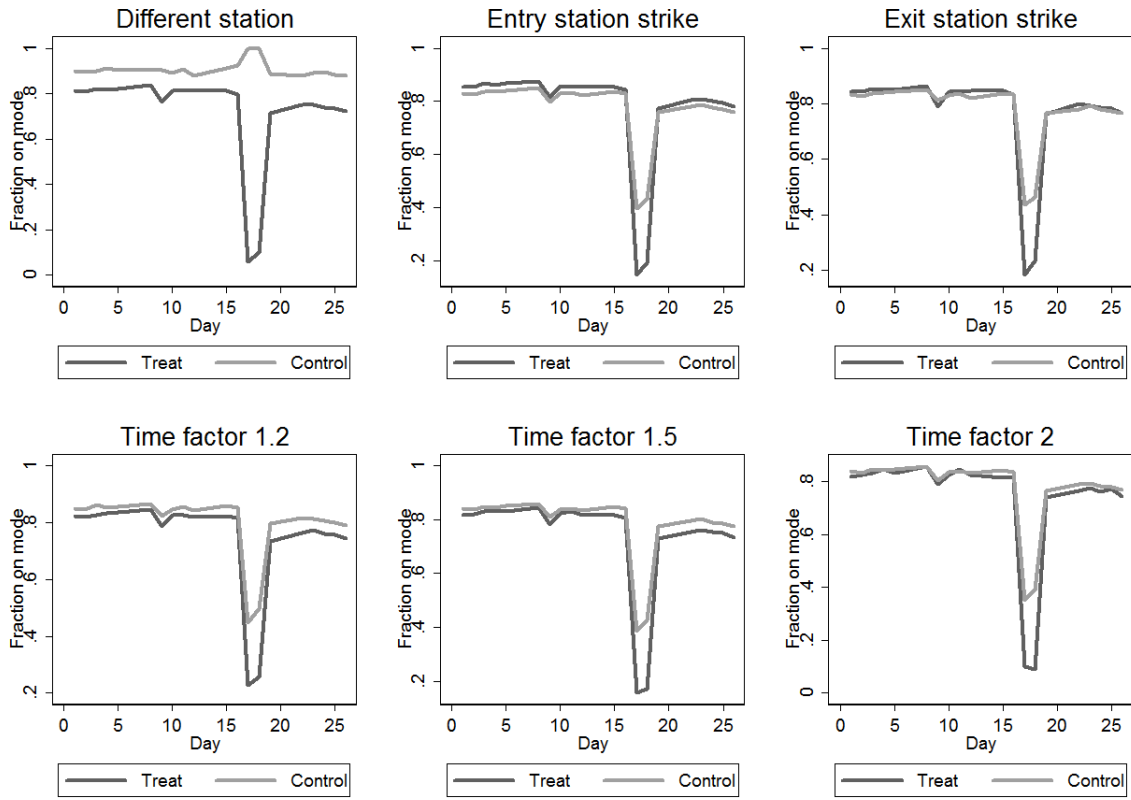 Different station
Fraction on mode
0 .2 .4 .6 .8 1
0 5 10 15 20 25
Day
Treat Control
Entry station strike
Fraction on mode
.2 .4 .6 .8 1
0 5 10 15 20 25
Day
Treat Control
Exit station strike
Fraction on mode
.2 .4 .6 .8 1
0 5 10 15 20 25
Day
Treat Control
Time factor 1.2
Fraction on mode
.2 .4 .6 .8 1
0 5 10 15 20 25
Day
Treat Control
Time factor 1.5
Fraction on mode
.2 .4 .6 .8 1
0 5 10 15 20 25
Day
Treat Control
Time factor 2
Fraction on mode
0 .2 .4 .6 .8
0 5 10 15 20 25
Day
Treat Control